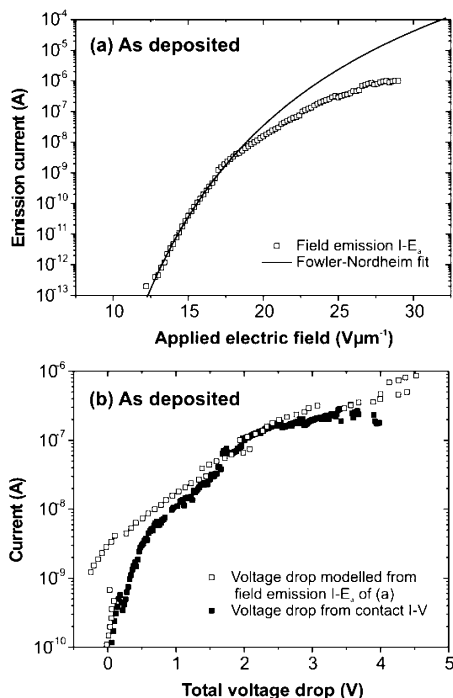 (a) As deposited
10⁻⁴
10⁻⁵
10⁻⁶
10⁻⁷
10⁻⁸
10⁻⁹
10⁻¹⁰
10⁻¹¹
10⁻¹²
10⁻¹³
Emission current (A)
Field emission I-Eₐ
Fowler-Nordheim fit
10 15 20 25 30
Applied electric field (Vµm⁻¹)
(b) As deposited
10⁻⁶
10⁻⁷
10⁻⁸
10⁻⁹
10⁻¹⁰
Current (A)
Voltage drop modelled from
field emission I-Eₐ of (a)
Voltage drop from contact I-V
0 1 2 3 4 5
Total voltage drop (V)